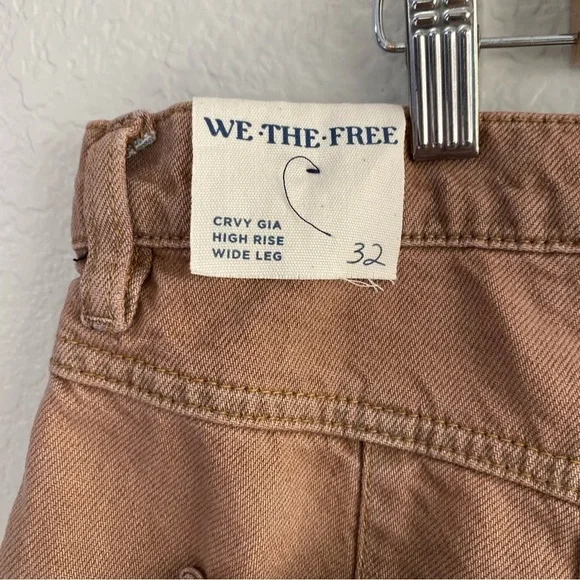 WE·THE·FREE
CRVY GIA
HIGH RISE
WIDE LEG
32